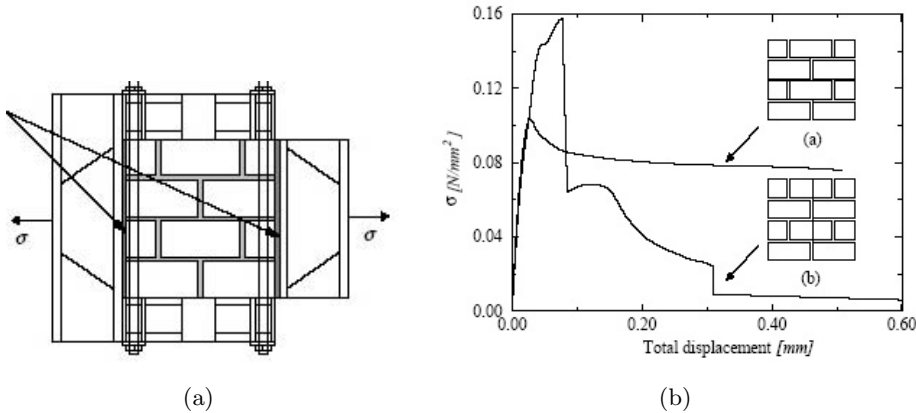 (a)
(b)
σ
σ
0.16
0.12
0.08
0.04
0.00
σ [N/mm²]
(a)
(b)
0.00 0.20 0.40 0.60
Total displacement [mm]
(a)
(b)